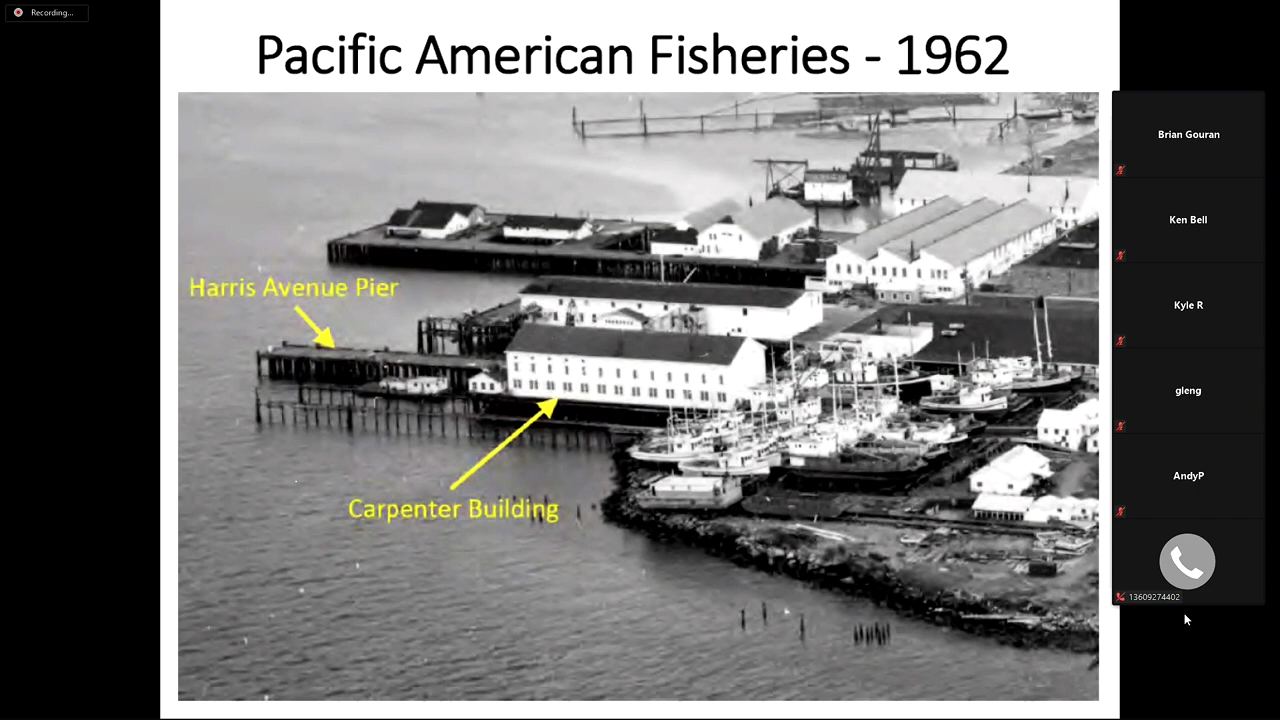 Recording...
Pacific American Fisheries - 1962
Harris Avenue Pier
Carpenter Building
Brian Gouran
Ken Bell
Kyle R
gleng
AndyP
13609274402